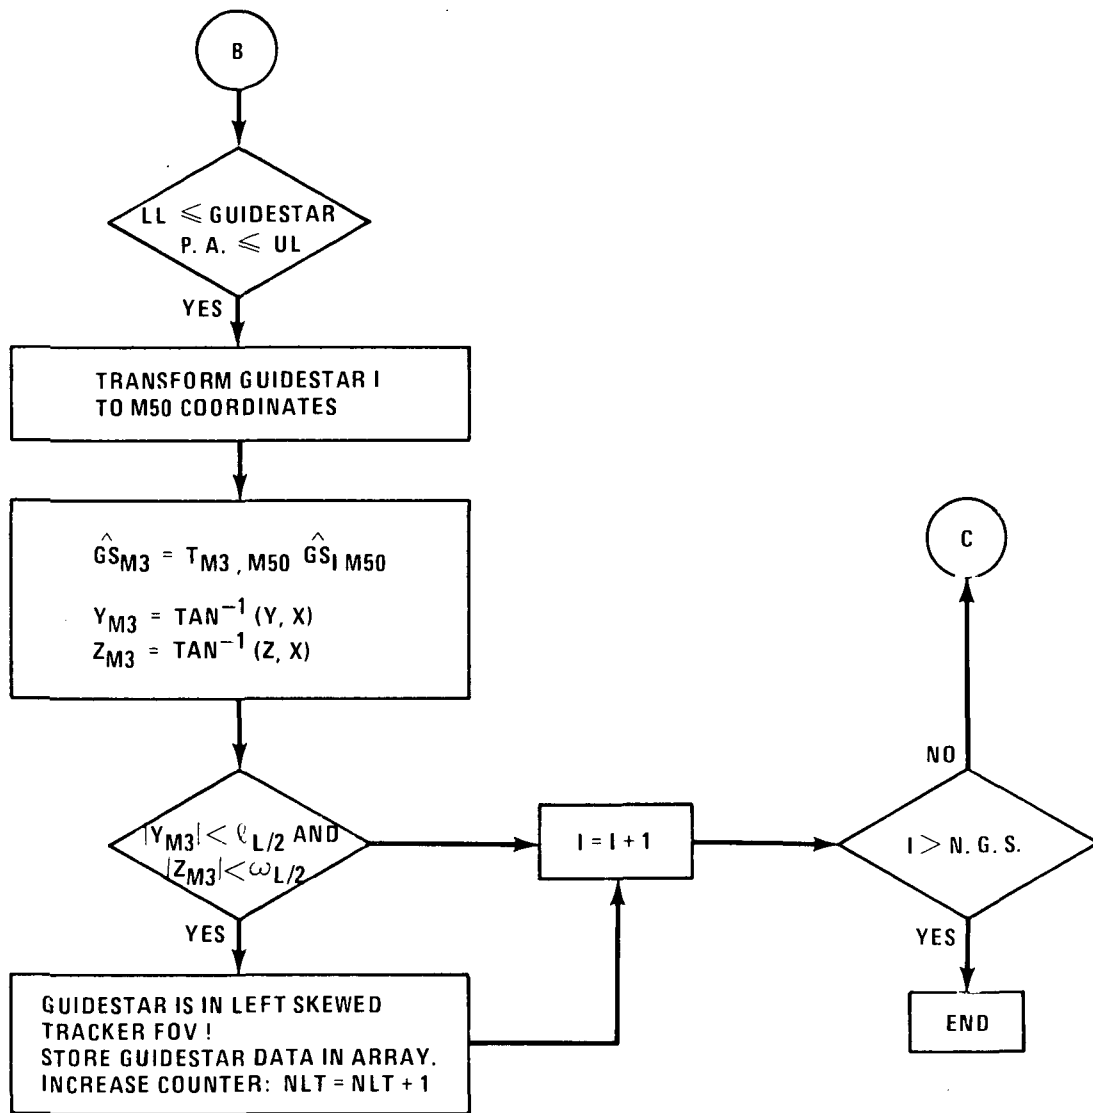 B
LL ≤ GUIDESTAR
P. A. ≤ UL
YES
TRANSFORM GUIDESTAR I
TO M50 COORDINATES
ĜS_M3 = T_M3, M50 ĜS_I M50
Y_M3 = TAN⁻¹ (Y, X)
Z_M3 = TAN⁻¹ (Z, X)
|Y_M3| < ℓ_L/2 AND
|Z_M3| < ω_L/2
YES
GUIDESTAR IS IN LEFT SKEWED
TRACKER FOV !
STORE GUIDESTAR DATA IN ARRAY.
INCREASE COUNTER: NLT = NLT + 1
I = I + 1
C
NO
I > N. G. S.
YES
END